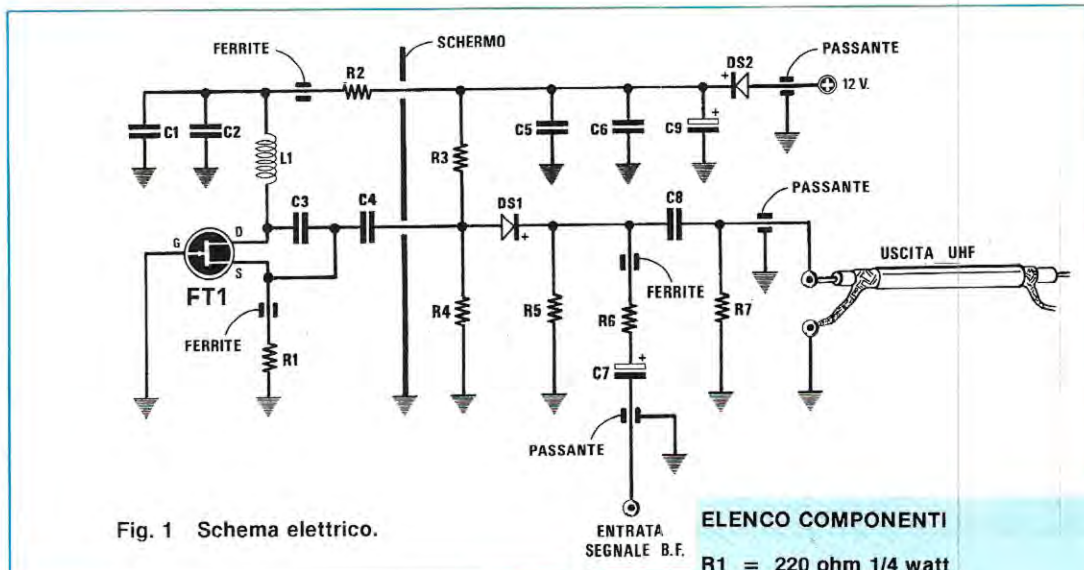 FERRITE
SCHERMO
PASSANTE
R2
DS2
+
12 V.
C1
C2
L1
R3
C5
C6
C9
+
PASSANTE
C3
C4
DS1
+
C8
G
D
S
FT1
USCITA UHF
FERRITE
R1
R4
R5
R6
FERRITE
R7
C7
+
PASSANTE
Fig. 1 Schema elettrico.
ENTRATA
SEGNALE B.F.
ELENCO COMPONENTI
R1 = 220 ohm 1/4 watt